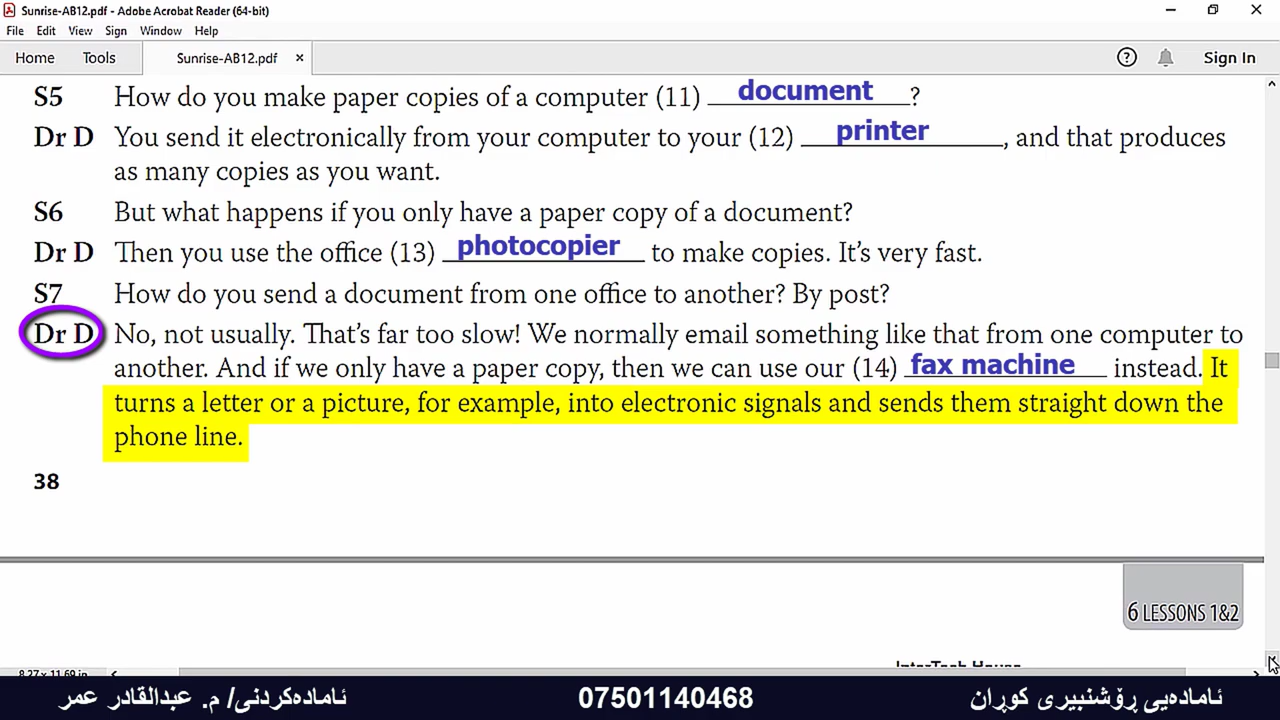 Sunrise-AB12.pdf - Adobe Acrobat Reader (64-bit)
File Edit View Sign Window Help
Home Tools Sunrise-AB12.pdf × Sign In
S5 How do you make paper copies of a computer (11) document ?
Dr D You send it electronically from your computer to your (12) printer , and that produces
as many copies as you want.
S6 But what happens if you only have a paper copy of a document?
Dr D Then you use the office (13) photocopier to make copies. It’s very fast.
S7 How do you send a document from one office to another? By post?
Dr D No, not usually. That’s far too slow! We normally email something like that from one computer to
another. And if we only have a paper copy, then we can use our (14) fax machine instead. It
turns a letter or a picture, for example, into electronic signals and sends them straight down the
phone line.
38
6 LESSONS 1&2
InterTech House
8.27 x 11.69 in
ئامادەیی ڕۆشنبیری کوڕان 07501140468 ئامادەکردنی/ م. عبدالقادر عمر